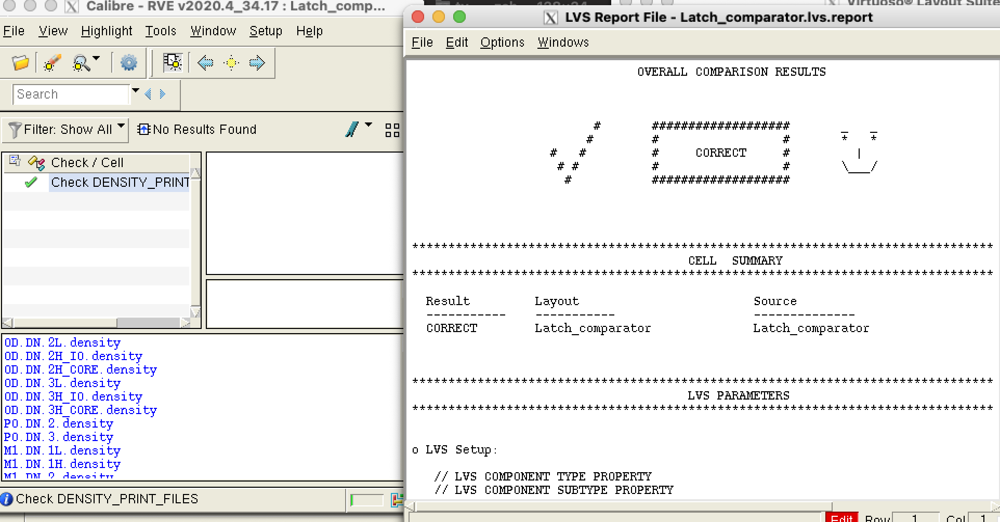 Calibre - RVE v2020.4_34.17 : Latch_comp...
File View Highlight Tools Window Setup Help
Search
Filter: Show All No Results Found
Check / Cell
Check DENSITY_PRINT
OD.DN.2L.density
OD.DN.2H_IO.density
OD.DN.2H_CORE.density
OD.DN.3L.density
OD.DN.3H_IO.density
OD.DN.3H_CORE.density
PO.DN.2.density
PO.DN.3.density
M1.DN.1L.density
M1.DN.1H.density
M1.DN.2.density
Check DENSITY_PRINT_FILES
Virtuoso® Layout Suite
LVS Report File - Latch_comparator.lvs.report
File Edit Options Windows
OVERALL COMPARISON RESULTS
# ################### _ _
# # # * *
# # # CORRECT # |
# # # # \___/
# ###################
********************************************************************************
CELL SUMMARY
********************************************************************************
Result Layout Source
----------- ----------- --------------
CORRECT Latch_comparator Latch_comparator
********************************************************************************
LVS PARAMETERS
********************************************************************************
o LVS Setup:
// LVS COMPONENT TYPE PROPERTY
// LVS COMPONENT SUBTYPE PROPERTY
Edit Row 1 Col 1